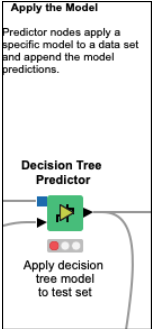 Apply the Model
Predictor nodes apply a
specific model to a data set
and append the model
predictions.
Decision Tree
Predictor
Apply decision
tree model
to test set